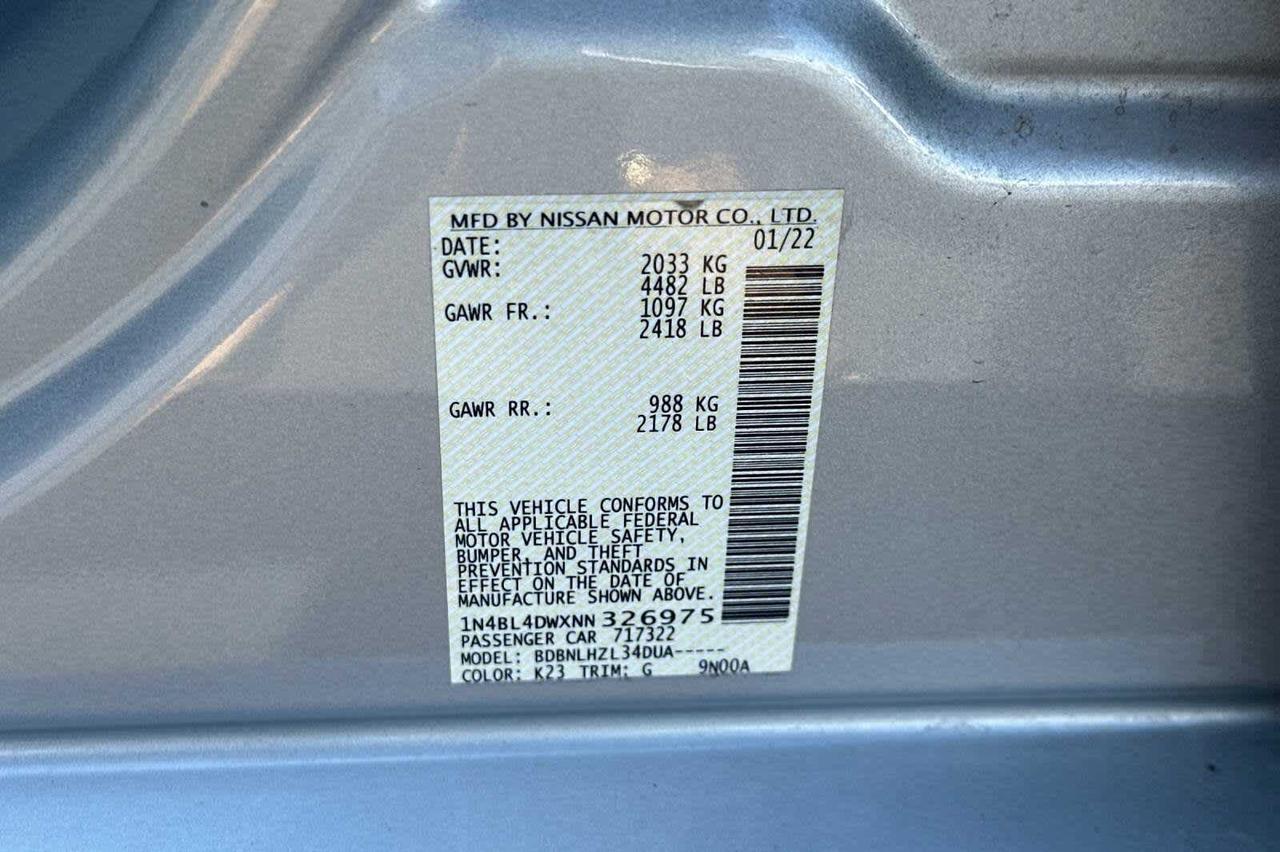 MFD BY NISSAN MOTOR CO., LTD.
DATE: 01/22
GVWR: 2033 KG
4482 LB
GAWR FR.: 1097 KG
2418 LB
GAWR RR.: 988 KG
2178 LB
THIS VEHICLE CONFORMS TO
ALL APPLICABLE FEDERAL
MOTOR VEHICLE SAFETY,
BUMPER, AND THEFT
PREVENTION STANDARDS IN
EFFECT ON THE DATE OF
MANUFACTURE SHOWN ABOVE.
1N4BL4DWXNN 326975
PASSENGER CAR 717322
MODEL: BDBNLHZL34DUA-----
COLOR: K23 TRIM: G 9N00A